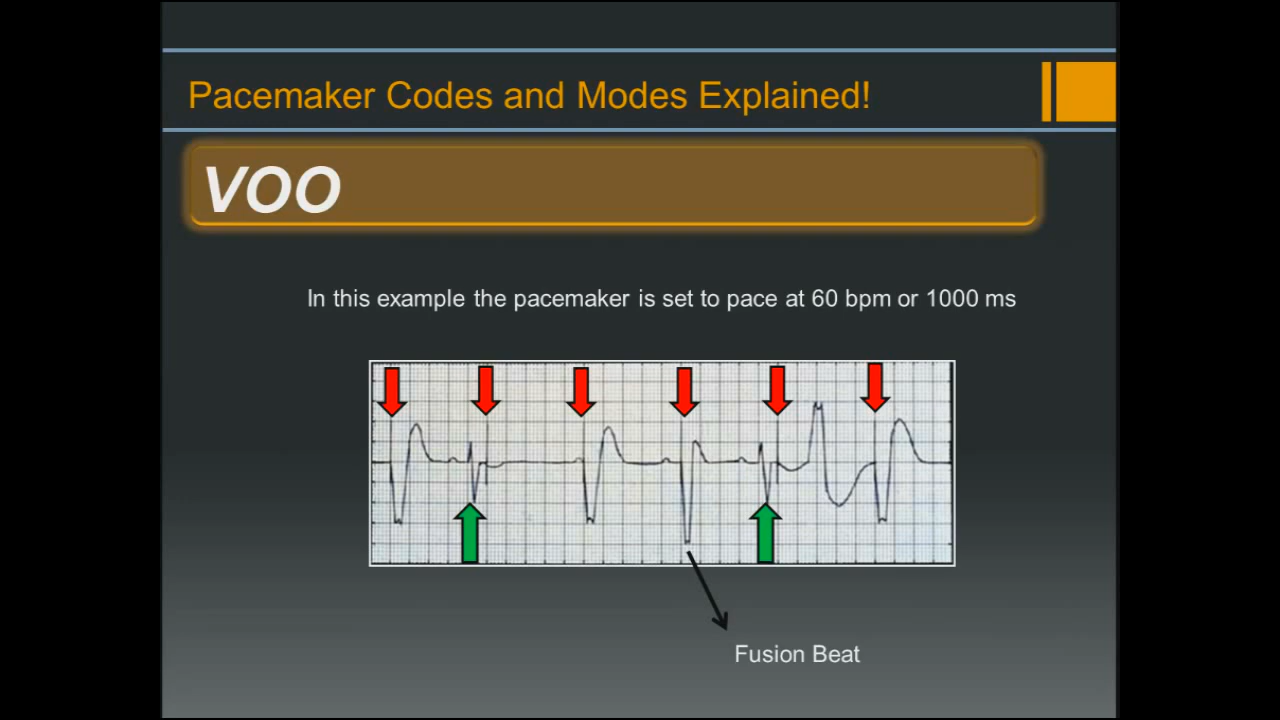 Pacemaker Codes and Modes Explained!
VOO
In this example the pacemaker is set to pace at 60 bpm or 1000 ms
Fusion Beat